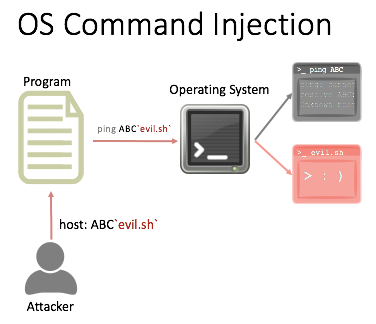 OS Command Injection
Program
Operating System
>_ ping ABC
ping ABC`evil.sh`
>_ evil.sh
> : )
host: ABC`evil.sh`
Attacker